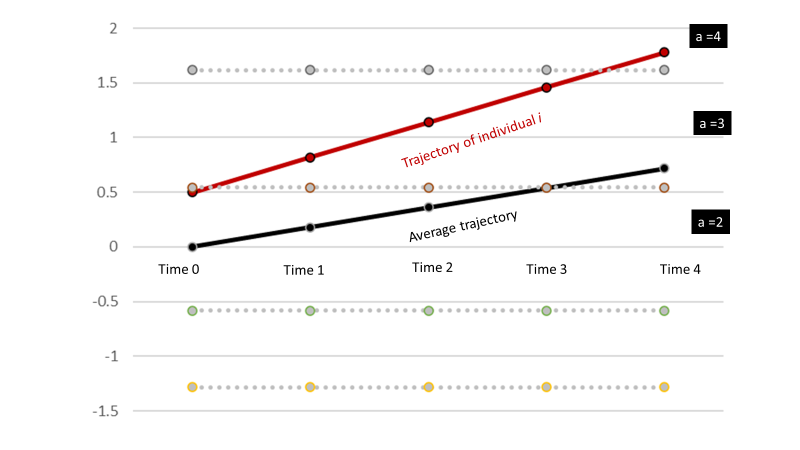 2
a =4
1.5
a =3
1
Trajectory of individual i
0.5
a =2
Average trajectory
0
Time 0
Time 1
Time 2
Time 3
Time 4
-0.5
-1
-1.5